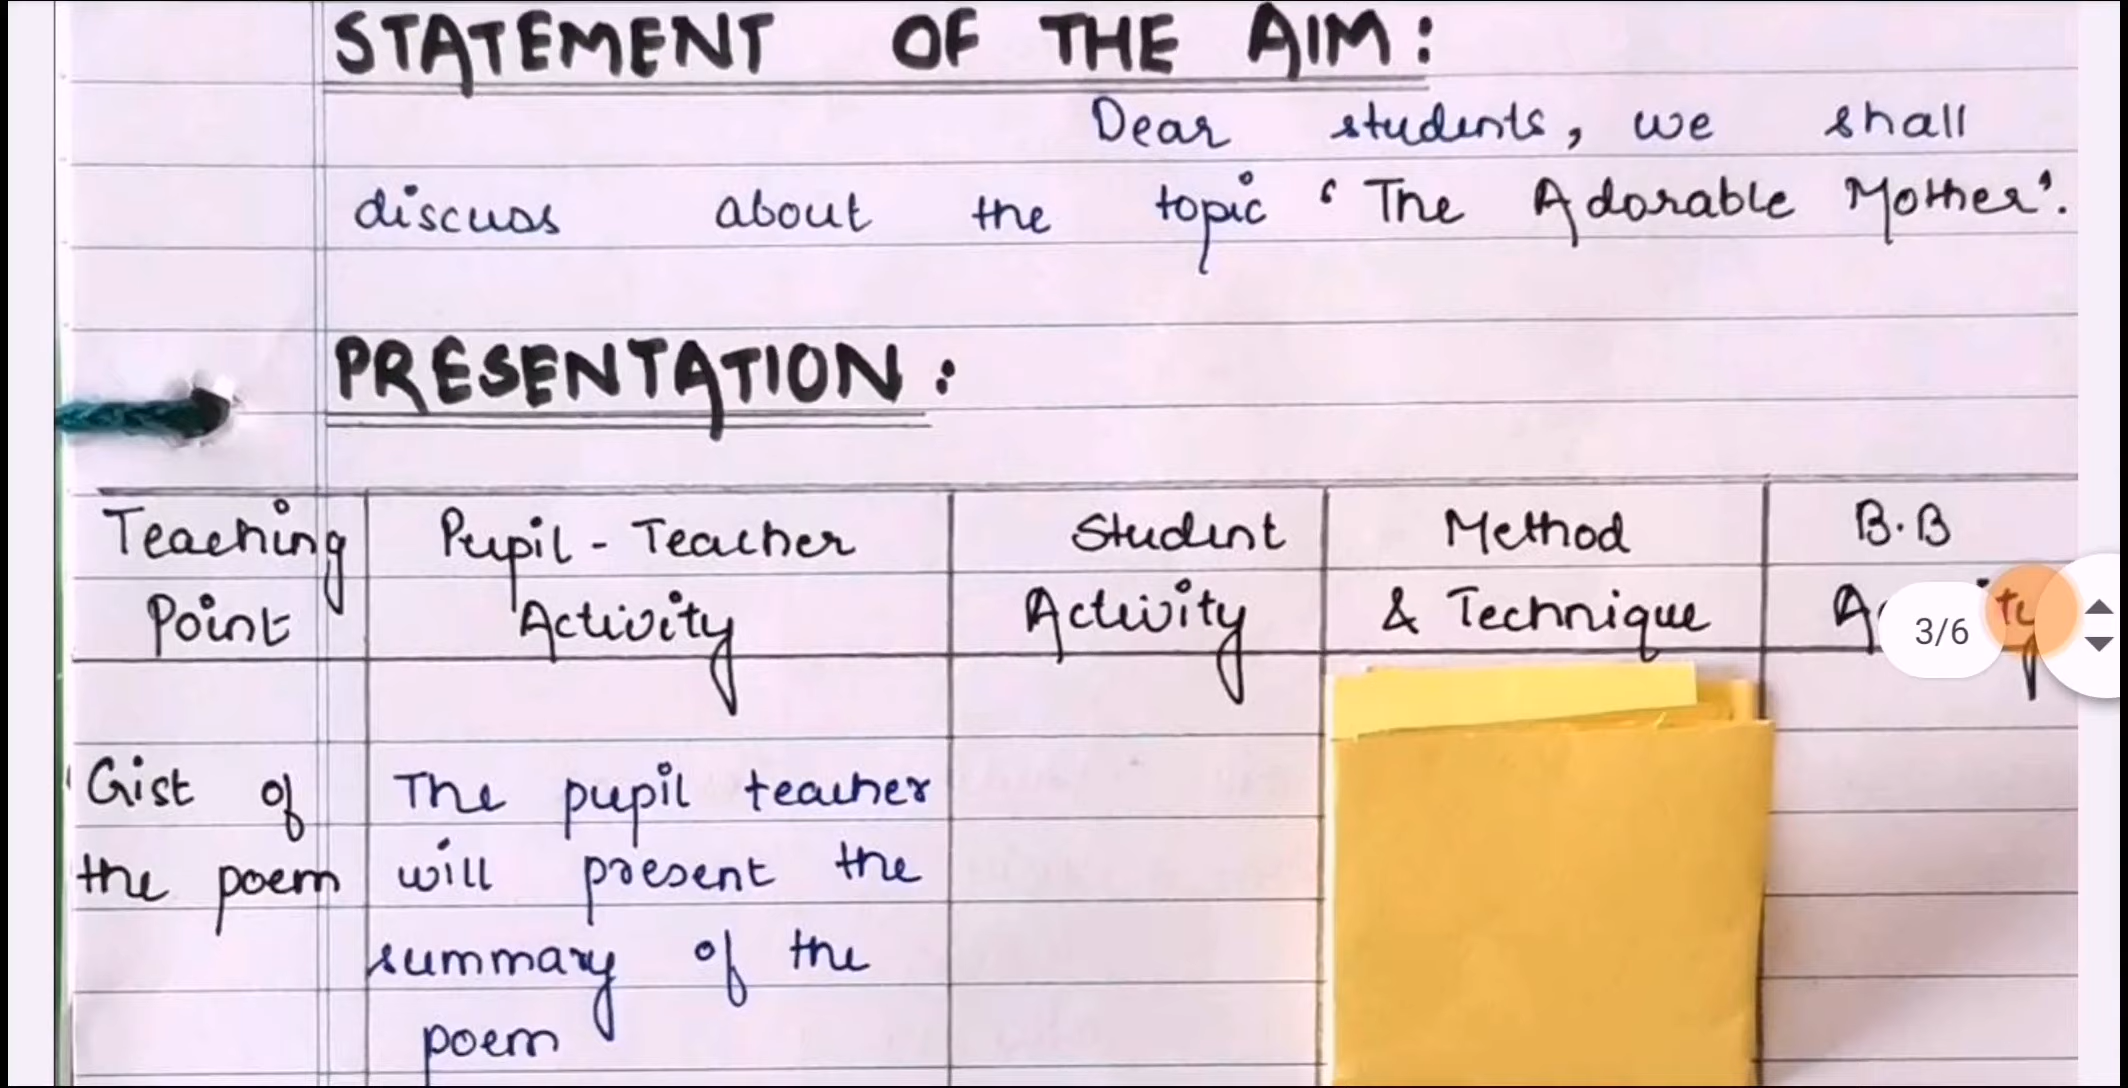 STATEMENT OF THE AIM:
Dear students, we shall
discuss about the topic 'The Adorable Mother'.
PRESENTATION:
Teaching Point
Pupil-Teacher Activity
Student Activity
Method & Technique
B.B
3/6
Gist of
the poem
The pupil teacher
will present the
summary of the
poem